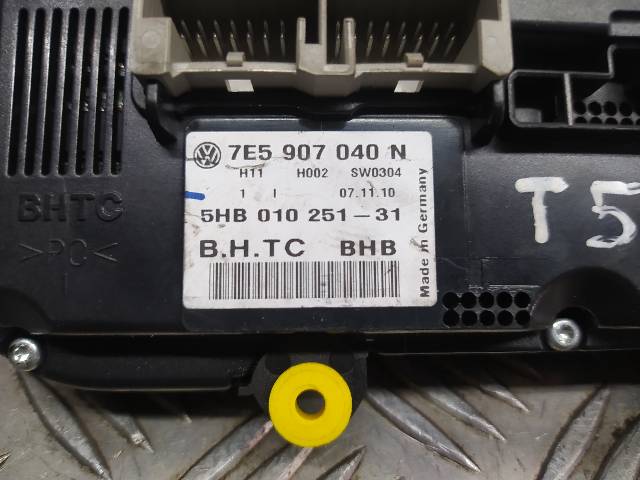 7E5 907 040 N
H11 H002 SW0304
1 I 07.11.10
5HB 010 251-31
B.H.TC BHB
Made in Germany
BHTC
>PC<
T5